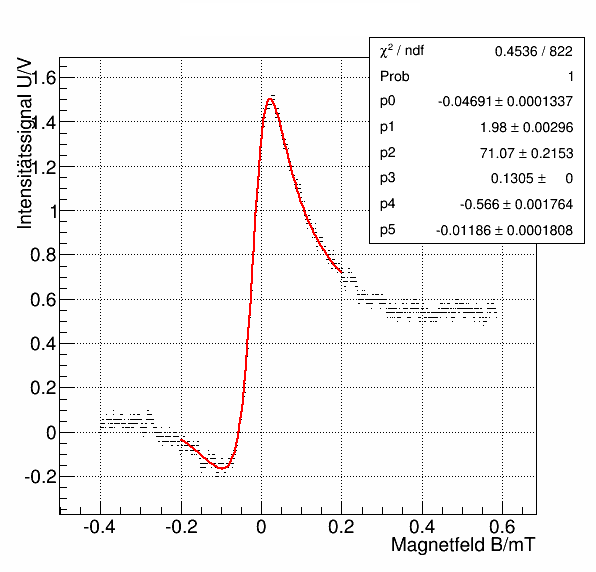 χ² / ndf 0.4536 / 822
Prob 1
p0 -0.04691 ± 0.0001337
p1 1.98 ± 0.00296
p2 71.07 ± 0.2153
p3 0.1305 ± 0
p4 -0.566 ± 0.001764
p5 -0.01186 ± 0.0001808
Intensitätssignal U/V
1.6
1.4
1.2
1
0.8
0.6
0.4
0.2
0
-0.2
-0.4 -0.2 0 0.2 0.4 0.6
Magnetfeld B/mT